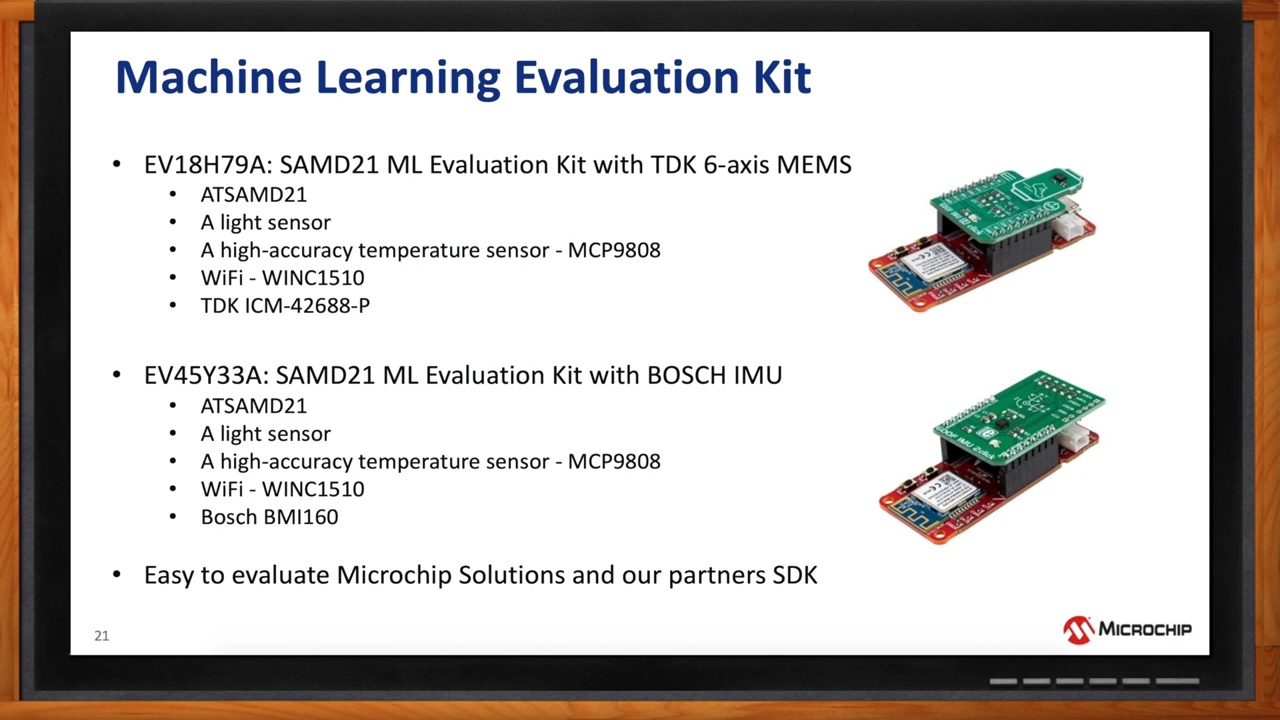 Machine Learning Evaluation Kit
• EV18H79A: SAMD21 ML Evaluation Kit with TDK 6-axis MEMS
• ATSAMD21
• A light sensor
• A high-accuracy temperature sensor - MCP9808
• WiFi - WINC1510
• TDK ICM-42688-P
• EV45Y33A: SAMD21 ML Evaluation Kit with BOSCH IMU
• ATSAMD21
• A light sensor
• A high-accuracy temperature sensor - MCP9808
• WiFi - WINC1510
• Bosch BMI160
• Easy to evaluate Microchip Solutions and our partners SDK
21
MICROCHIP